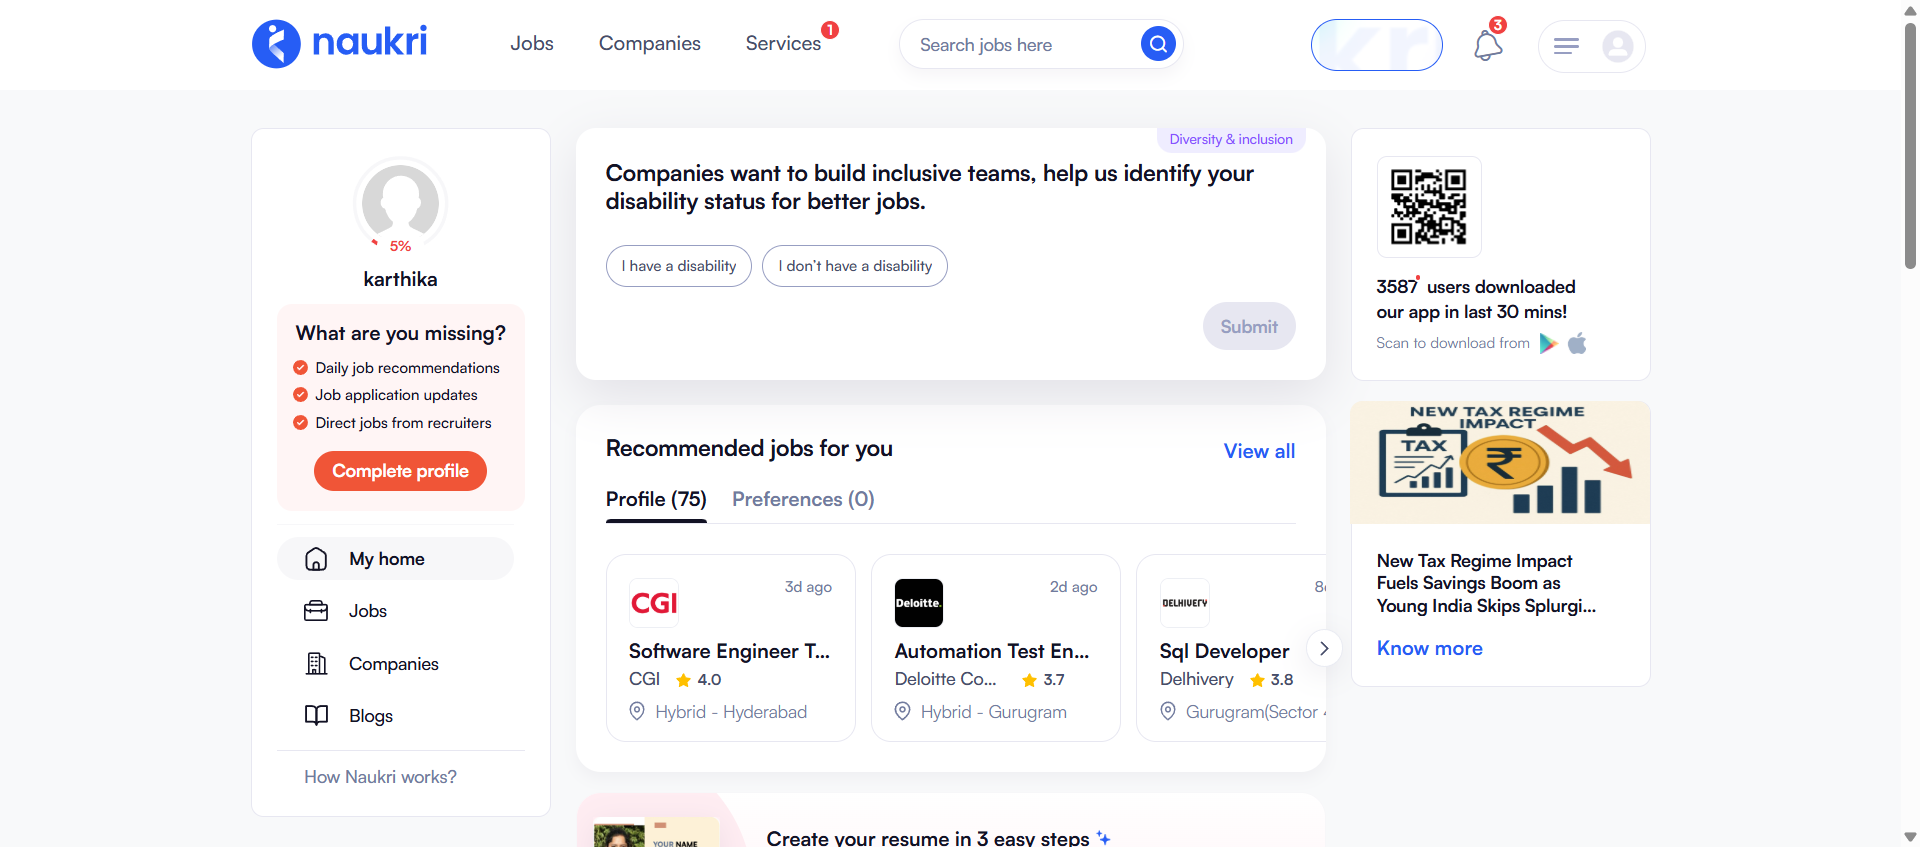 naukri
Jobs
Companies
Services
1
Search jobs here
kr
3
5%
karthika
What are you missing?
Daily job recommendations
Job application updates
Direct jobs from recruiters
Complete profile
My home
Jobs
Companies
Blogs
How Naukri works?
Diversity & inclusion
Companies want to build inclusive teams, help us identify your
disability status for better jobs.
I have a disability
I don't have a disability
Submit
Recommended jobs for you
View all
Profile (75)
Preferences (0)
CGI
3d ago
Software Engineer T...
CGI 4.0
Hybrid - Hyderabad
Deloitte.
2d ago
Automation Test En...
Deloitte Co... 3.7
Hybrid - Gurugram
DELHIVERY
Sql Developer
Delhivery 3.8
Gurugram(Sector
Create your resume in 3 easy steps
YOUR NAME
3587 users downloaded
our app in last 30 mins!
Scan to download from
NEW TAX REGIME
IMPACT
TAX
₹
New Tax Regime Impact
Fuels Savings Boom as
Young India Skips Splurgi...
Know more